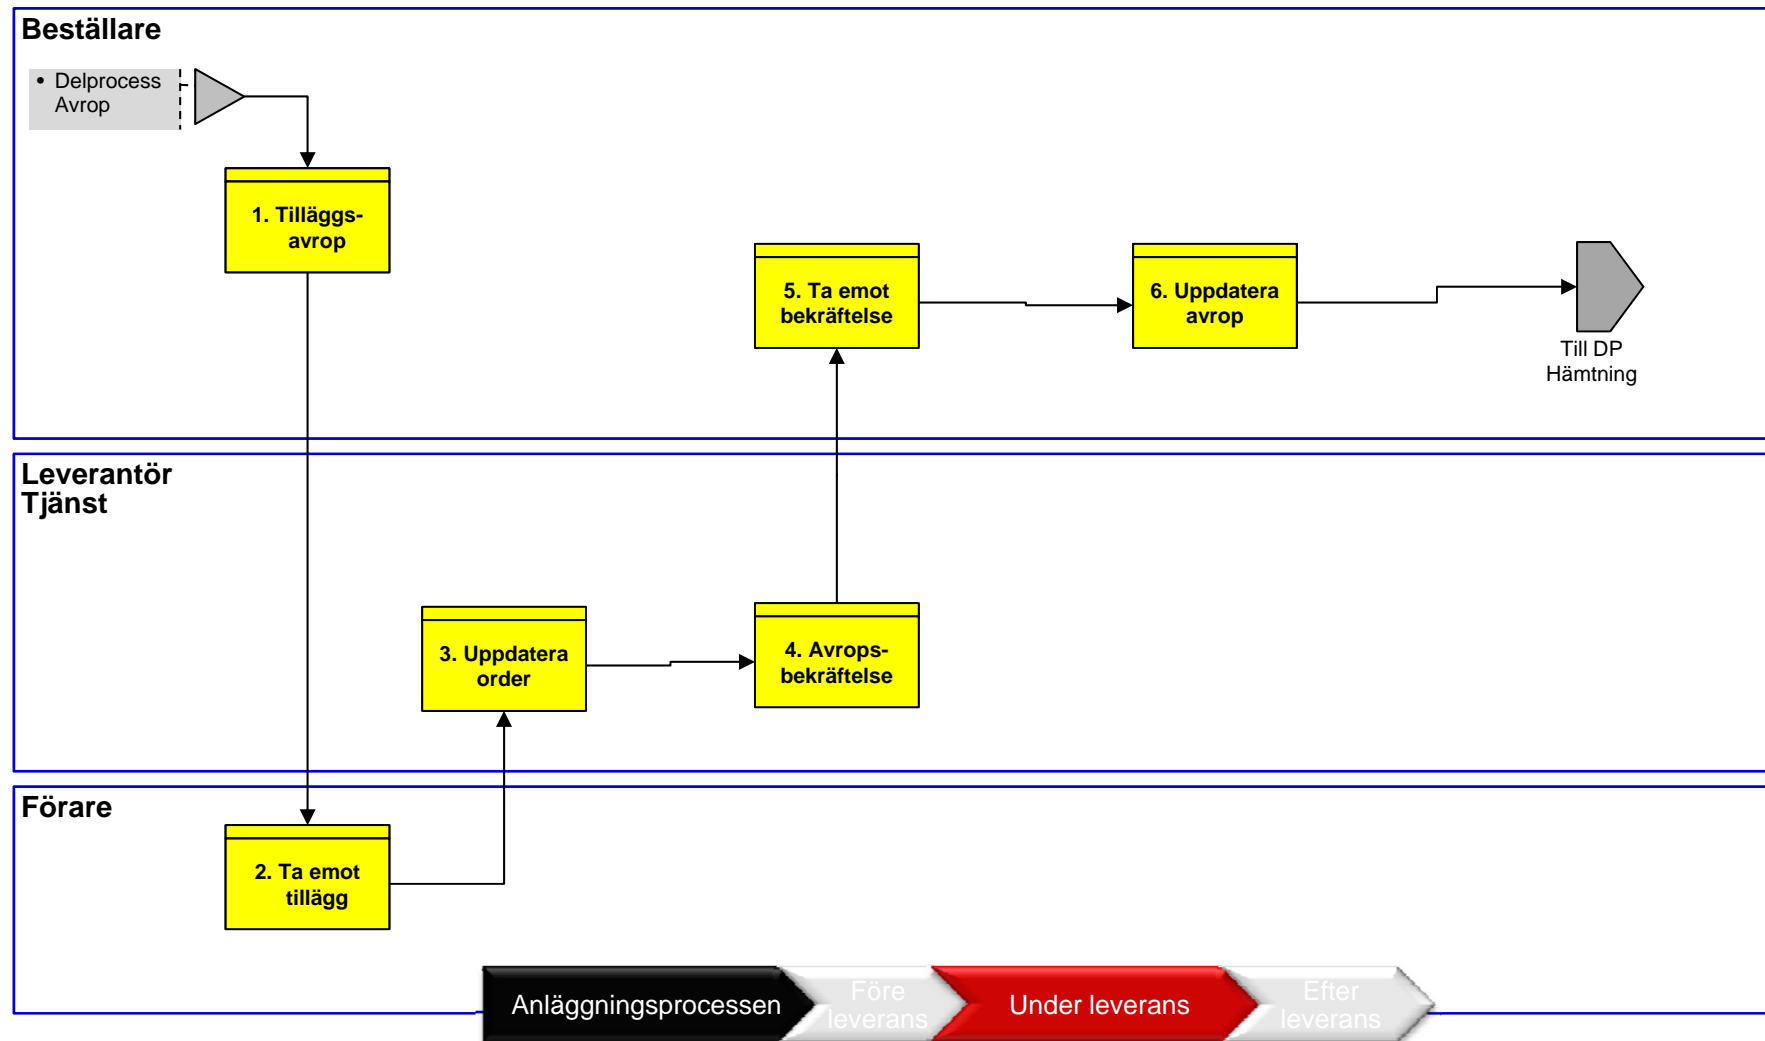 Beställare
• Delprocess
Avrop
1. Tilläggs-
avrop
5. Ta emot
bekräftelse
6. Uppdatera
avrop
Till DP
Hämtning
Leverantör
Tjänst
3. Uppdatera
order
4. Avrops-
bekräftelse
Förare
2. Ta emot
tillägg
Anläggningsprocessen
Före
leverans
Under leverans
Efter
leverans